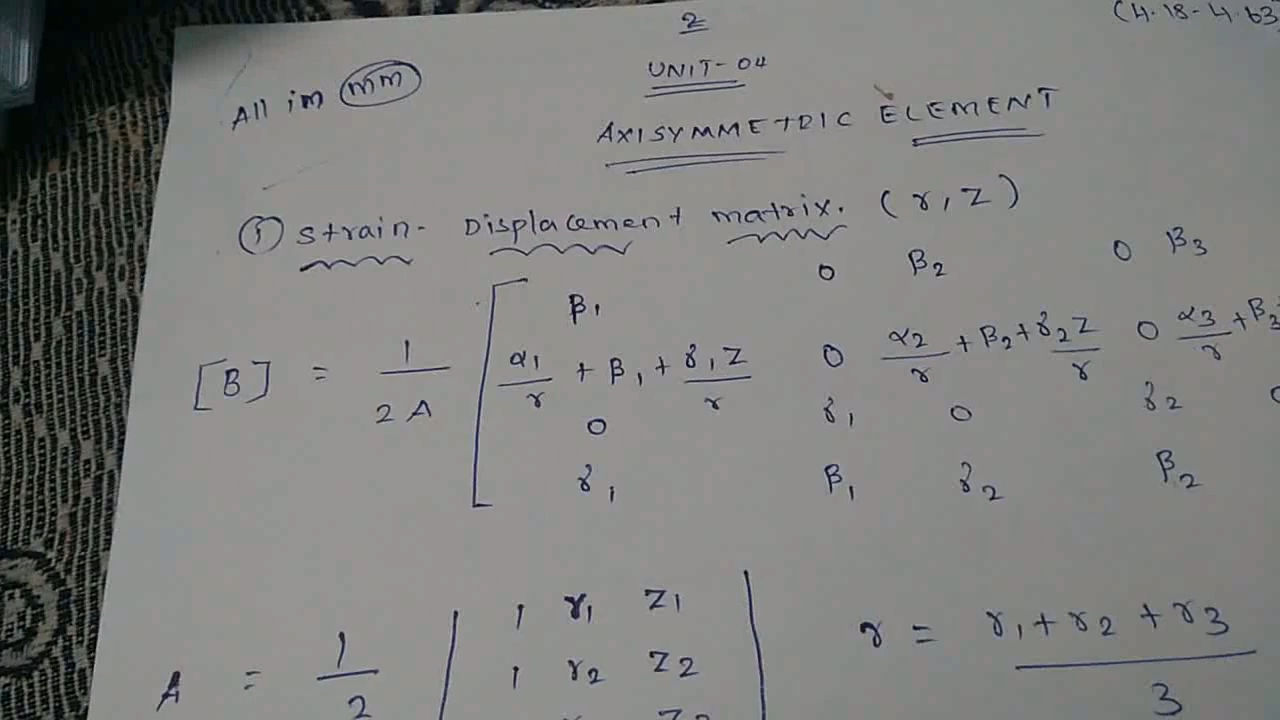 2
(4.18-4.63
All in mm
UNIT-04
AXISYMMETRIC ELEMENT
① Strain-Displacement matrix. (r,z)
[B] = 1/2A [ β1 0 β2 0 β3
α1/r + β1 + γ1z/r 0 α2/r + β2 + γ2z/r 0 α3/r + β3
0 γ1 0 γ2 0
γ1 β1 γ2 β2
A = 1/2 | 1 r1 z1 |
1 r2 z2
r = r1 + r2 + r3 / 3